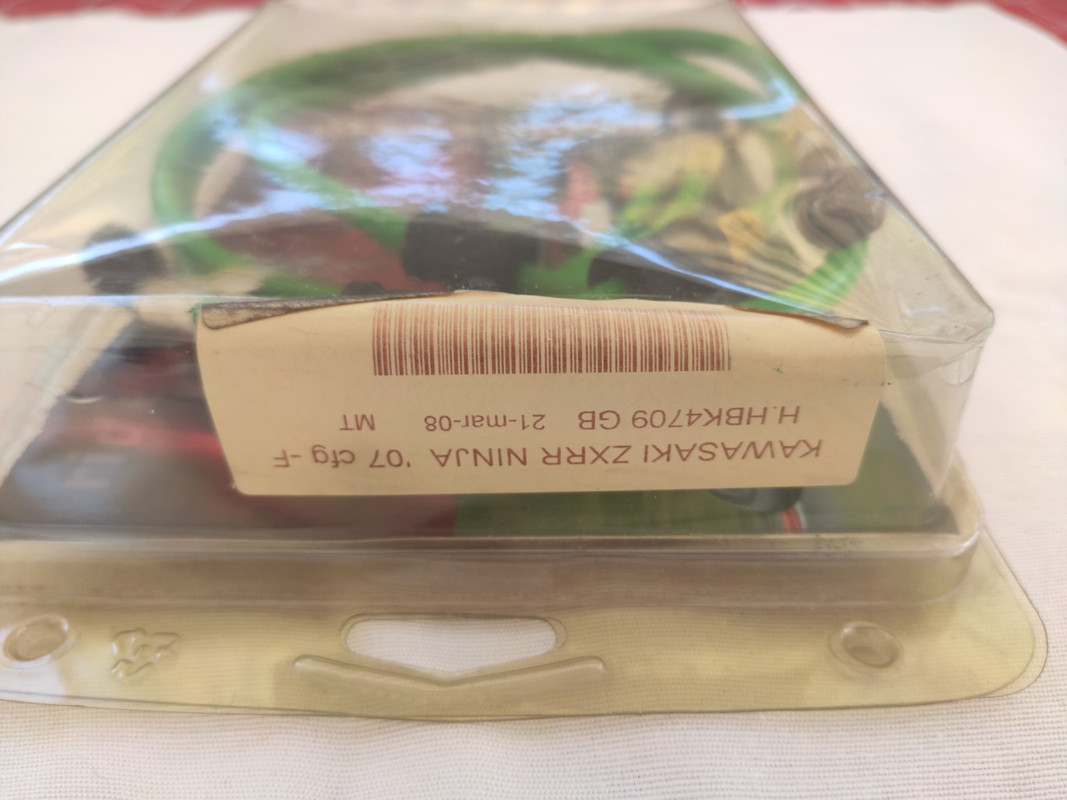 KAWASAKI ZXRR NINJA '07 cfg -F
H.HBK4709 GB 21-mar-08 MT